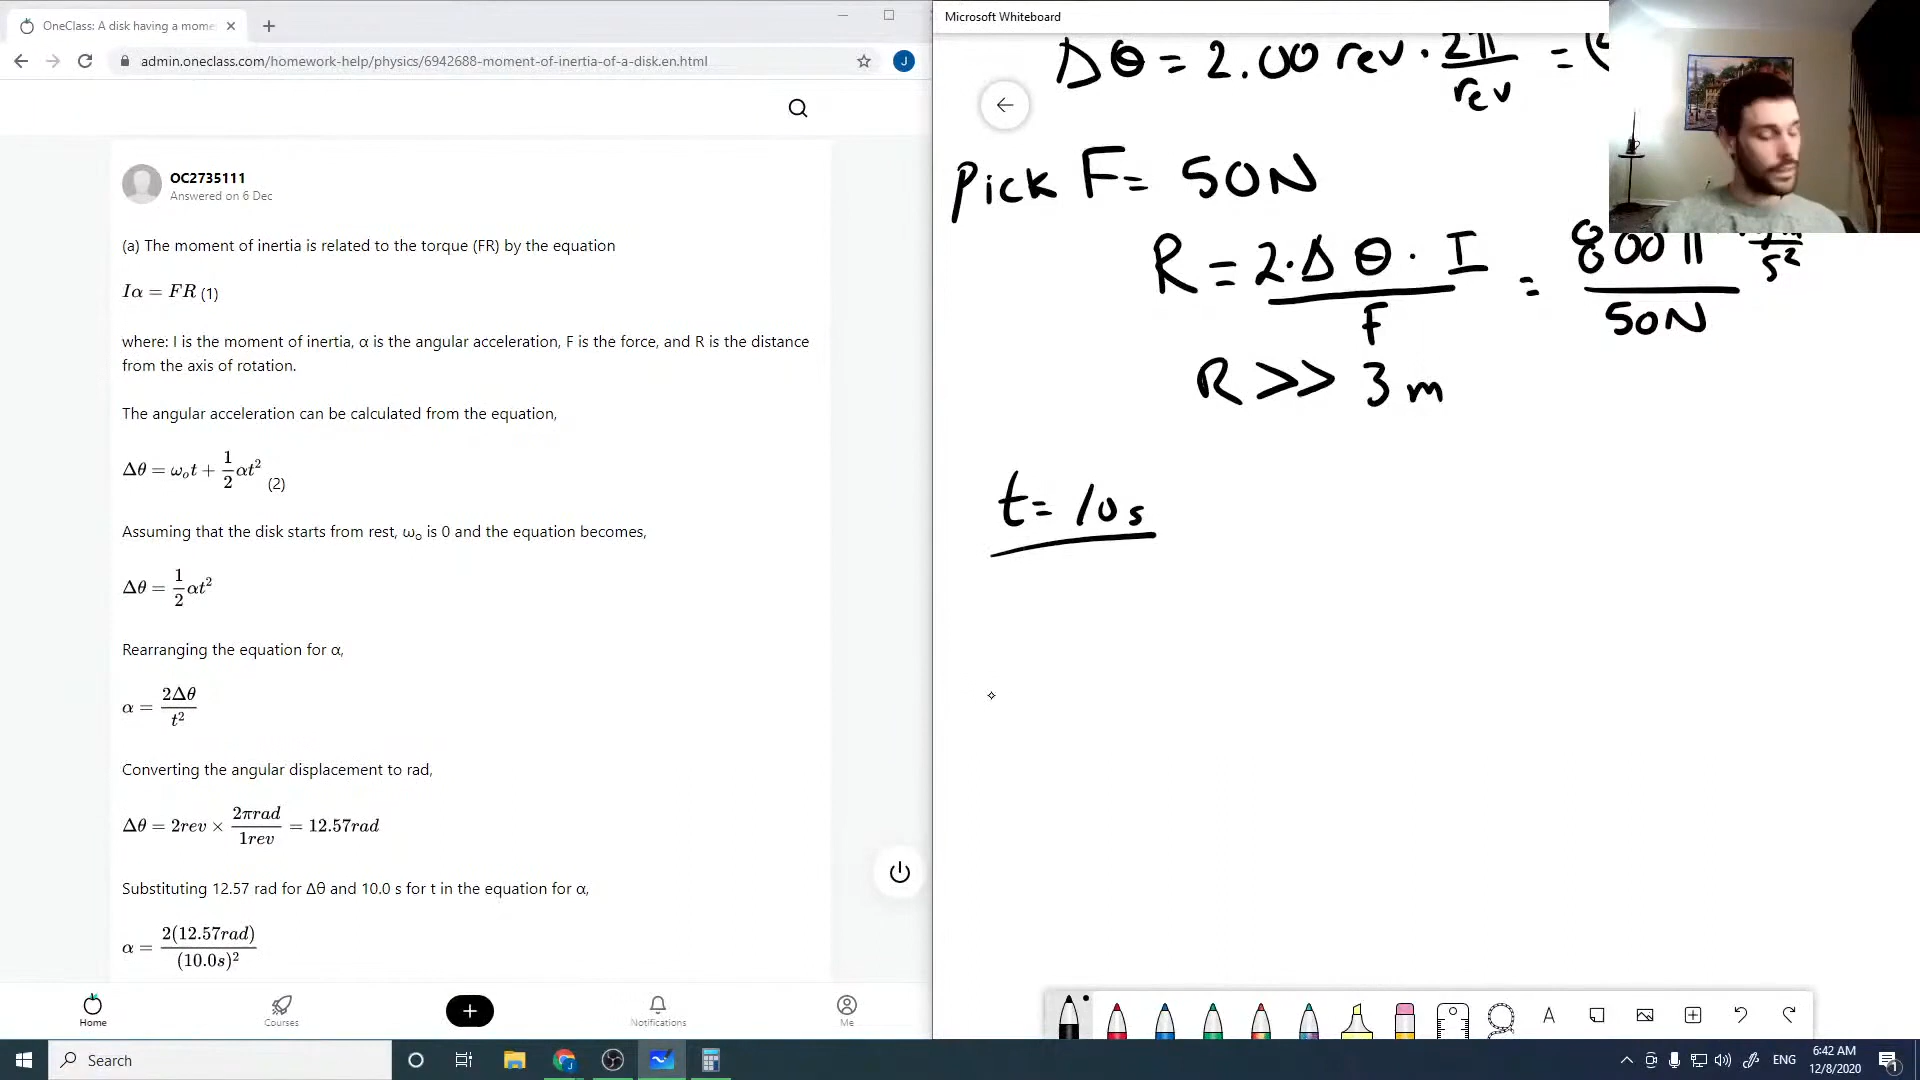 OneClass: A disk having a mome
admin.oneclass.com/homework-help/physics/6942688-moment-of-inertia-of-a-disk.en.html
J
OC2735111
Answered on 6 Dec
(a) The moment of inertia is related to the torque (FR) by the equation
Iα = FR (1)
where: I is the moment of inertia, α is the angular acceleration, F is the force, and R is the distance
from the axis of rotation.
The angular acceleration can be calculated from the equation,
Δθ = ω₀t + 1/2 αt² (2)
Assuming that the disk starts from rest, ω₀ is 0 and the equation becomes,
Δθ = 1/2 αt²
Rearranging the equation for α,
α = 2Δθ/t²
Converting the angular displacement to rad,
Δθ = 2rev × 2πrad/1rev = 12.57rad
Substituting 12.57 rad for Δθ and 10.0 s for t in the equation for α,
α = 2(12.57rad)/(10.0s)²
Home
Courses
Notifications
Me
Microsoft Whiteboard
Δθ = 2.00 rev · 2π/rev = (
pick F= 50N
R = 2·Δθ·I/F = 800π /50N
R >> 3 m
t= 10s
A
Search
ENG
6:42 AM
12/8/2020
1